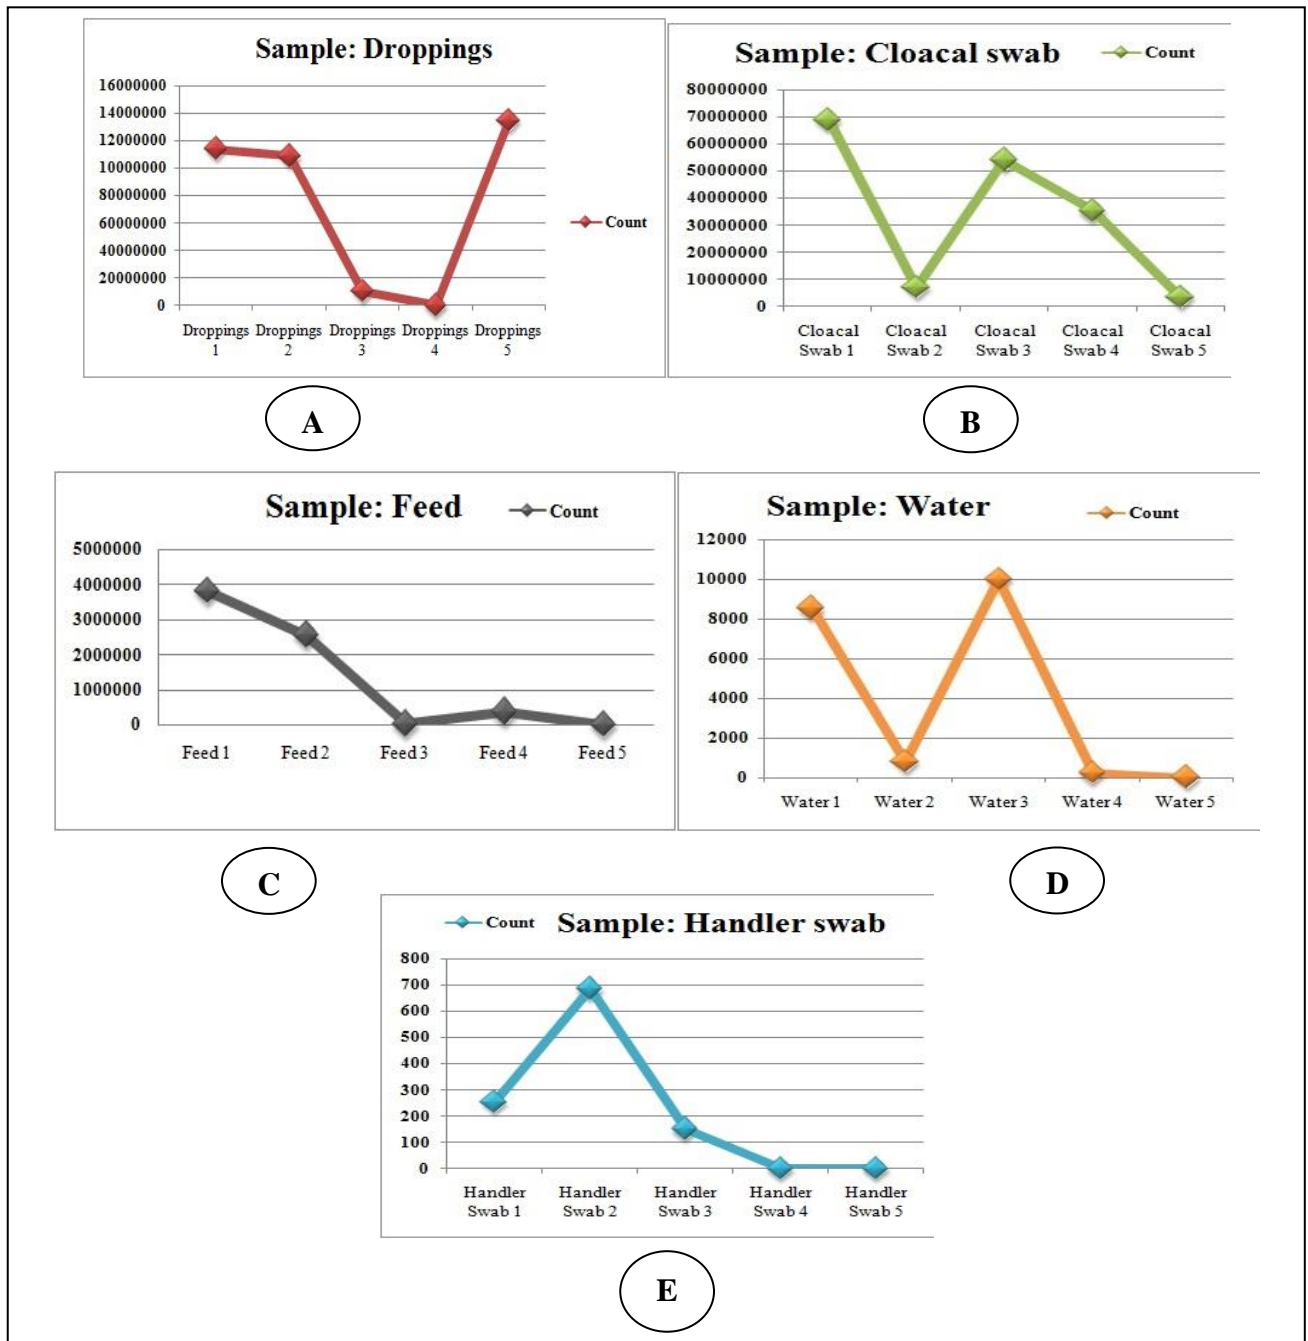 Sample: Droppings
16000000
14000000
12000000
10000000
80000000
60000000
40000000
20000000
0
Droppings 1
Droppings 2
Droppings 3
Droppings 4
Droppings 5
Count
A
Sample: Cloacal swab
Count
80000000
70000000
60000000
50000000
40000000
30000000
20000000
10000000
0
Cloacal Swab 1
Cloacal Swab 2
Cloacal Swab 3
Cloacal Swab 4
Cloacal Swab 5
B
Sample: Feed
Count
5000000
4000000
3000000
2000000
1000000
0
Feed 1
Feed 2
Feed 3
Feed 4
Feed 5
C
Sample: Water
Count
12000
10000
8000
6000
4000
2000
0
Water 1
Water 2
Water 3
Water 4
Water 5
D
Count
Sample: Handler swab
800
700
600
500
400
300
200
100
0
Handler Swab 1
Handler Swab 2
Handler Swab 3
Handler Swab 4
Handler Swab 5
E